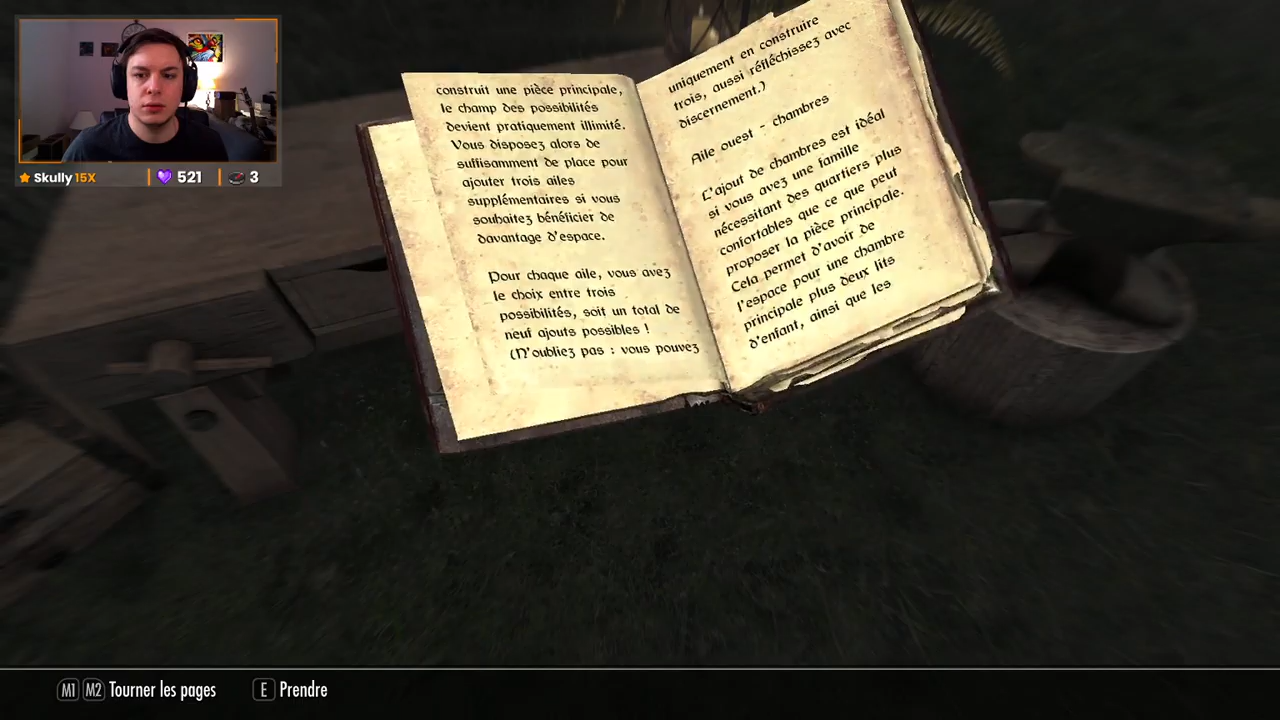 Skully 15X 521 3
construit une pièce principale,
le champ des possibilités
devient pratiquement illimité.
Vous disposez alors de
suffisamment de place pour
ajouter trois ailes
supplémentaires si vous
souhaitez bénéficier de
davantage d'espace.
Pour chaque aile, vous avez
le choix entre trois
possibilités, soit un total de
neuf ajouts possibles !
(N'oubliez pas : vous pouvez
uniquement en construire
trois, aussi réfléchissez avec
discernement.)
Aile ouest - chambres
L'ajout de chambres est idéal
si vous avez une famille
nécessitant des quartiers plus
confortables que ce que peut
proposer la pièce principale.
Cela permet d'avoir de
l'espace pour une chambre
principale plus deux lits
d'enfant, ainsi que les
M1 M2 Tourner les pages E Prendre